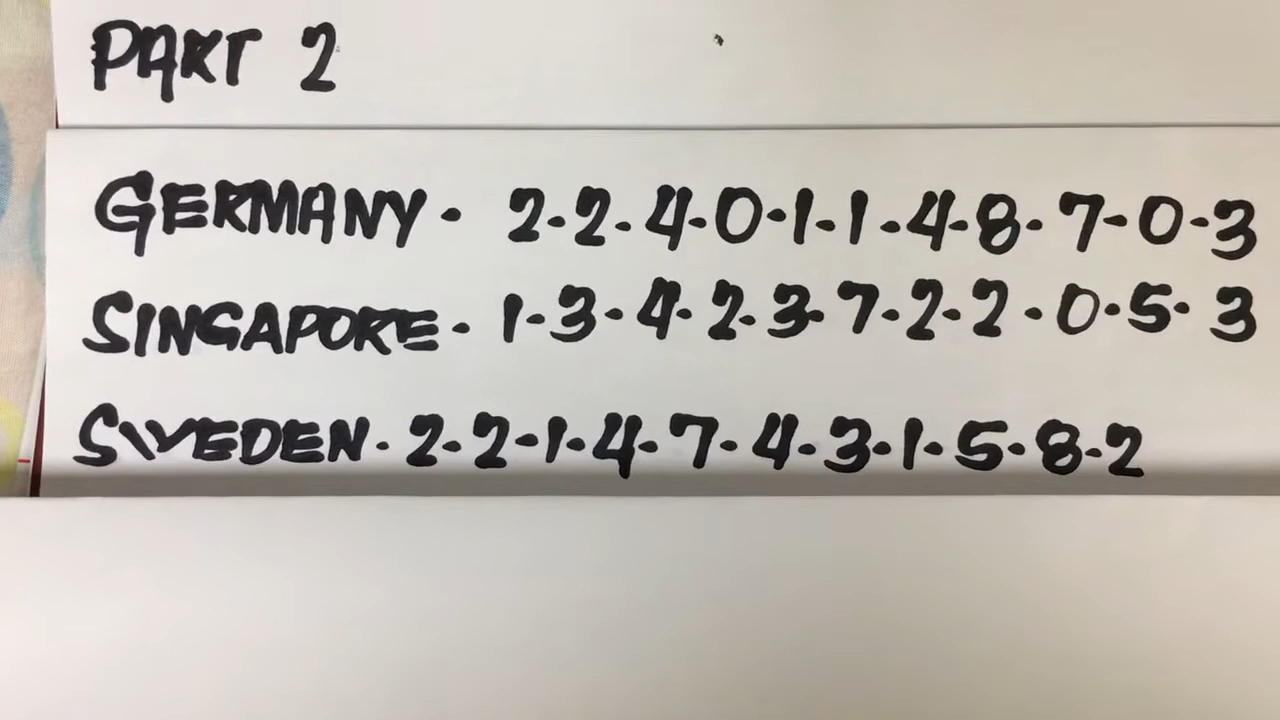 PART 2
GERMANY - 2-2-4-0-1-1-4-8-7-0-3
SINGAPORE - 1-3-4-2-3-7-2-2-0-5-3
SWEDEN - 2-2-1-4-7-4-3-1-5-8-2